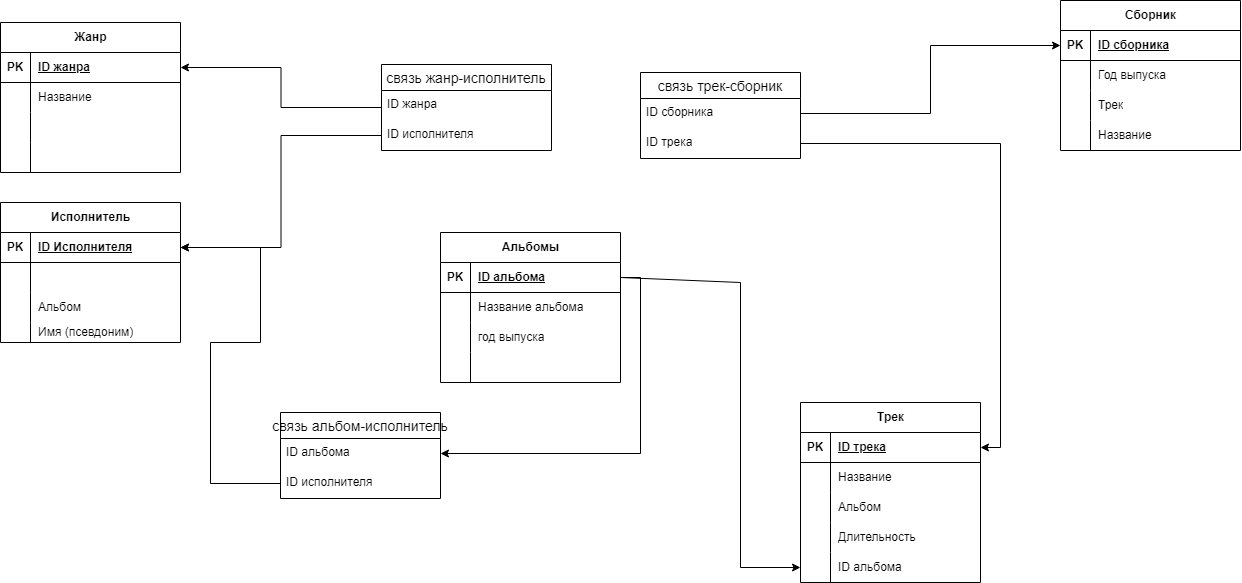 Жанр
PK ID жанра
Название
Исполнитель
PK ID Исполнителя
Альбом
Имя (псевдоним)
связь жанр-исполнитель
ID жанра
ID исполнителя
связь альбом-исполнитель
ID альбома
ID исполнителя
Альбомы
PK ID альбома
Название альбома
год выпуска
связь трек-сборник
ID сборника
ID трека
Сборник
PK ID сборника
Год выпуска
Трек
Название
Трек
PK ID трека
Название
Альбом
Длительность
ID альбома